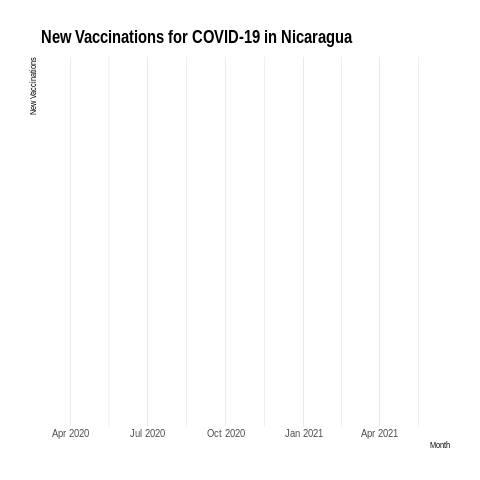 New Vaccinations for COVID-19 in Nicaragua
New Vaccinations
Apr 2020 Jul 2020 Oct 2020 Jan 2021 Apr 2021
Month